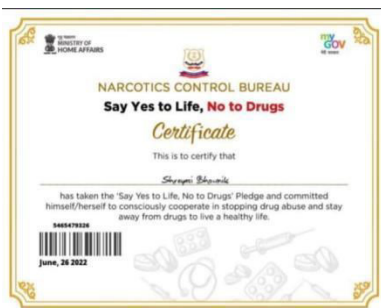 गृह मंत्रालय
MINISTRY OF
HOME AFFAIRS
my
GOV
मेरी सरकार
NARCOTICS CONTROL BUREAU
Say Yes to Life, No to Drugs
Certificate
This is to certify that
has taken the 'Say Yes to Life, No to Drugs' Pledge and committed
himself/herself to consciously cooperate in stopping drug abuse and stay
away from drugs to live a healthy life.
5465479326
June, 26 2022